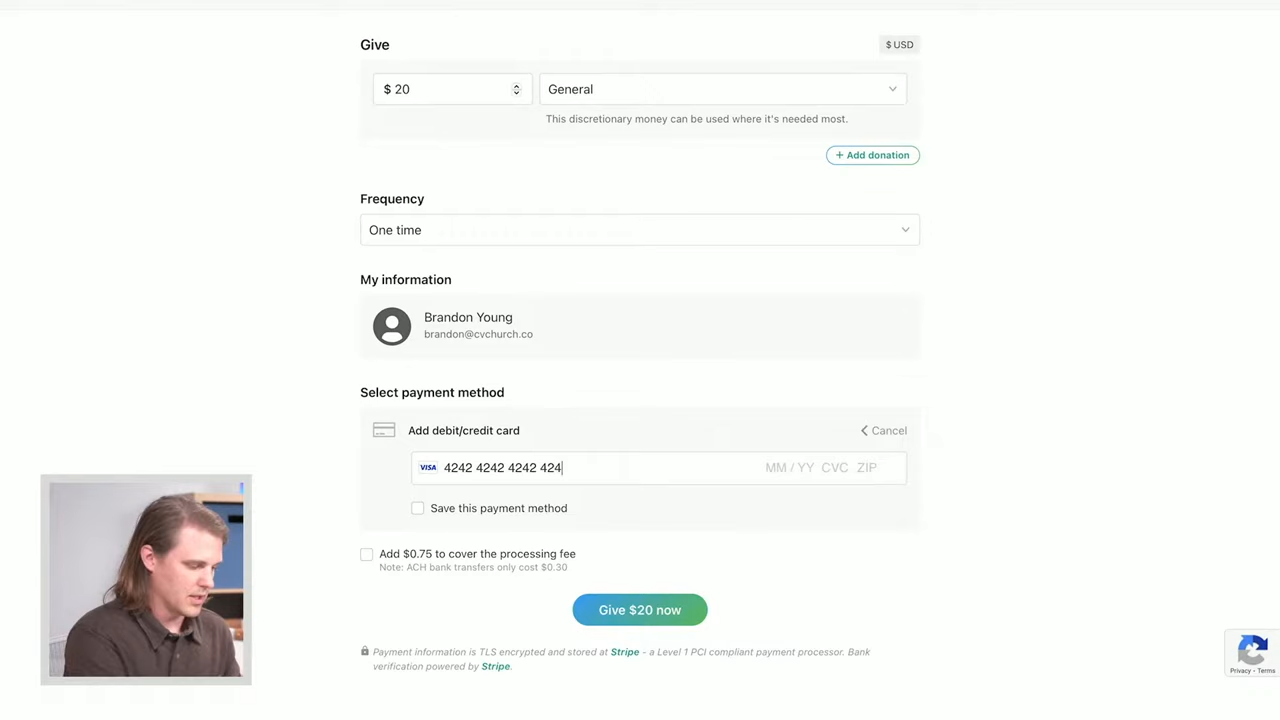 Give
$ USD
$ 20
General
This discretionary money can be used where it's needed most.
+ Add donation
Frequency
One time
My information
Brandon Young
brandon@cvchurch.co
Select payment method
Add debit/credit card
Cancel
VISA 4242 4242 4242 424 MM / YY CVC ZIP
Save this payment method
Add $0.75 to cover the processing fee
Note: ACH bank transfers only cost $0.30
Give $20 now
Payment information is TLS encrypted and stored at Stripe - a Level 1 PCI compliant payment processor. Bank
verification powered by Stripe.
Privacy - Terms